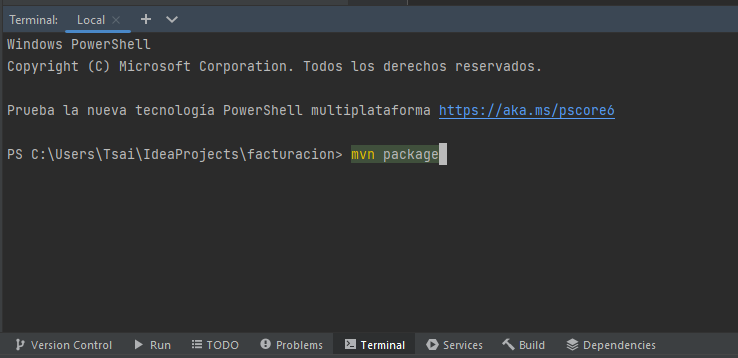 Terminal: Local × + 
Windows PowerShell
Copyright (C) Microsoft Corporation. Todos los derechos reservados.
Prueba la nueva tecnología PowerShell multiplataforma https://aka.ms/pscore6
PS C:\Users\Tsai\IdeaProjects\facturacion> mvn package
Version Control Run TODO Problems Terminal Services Build Dependencies